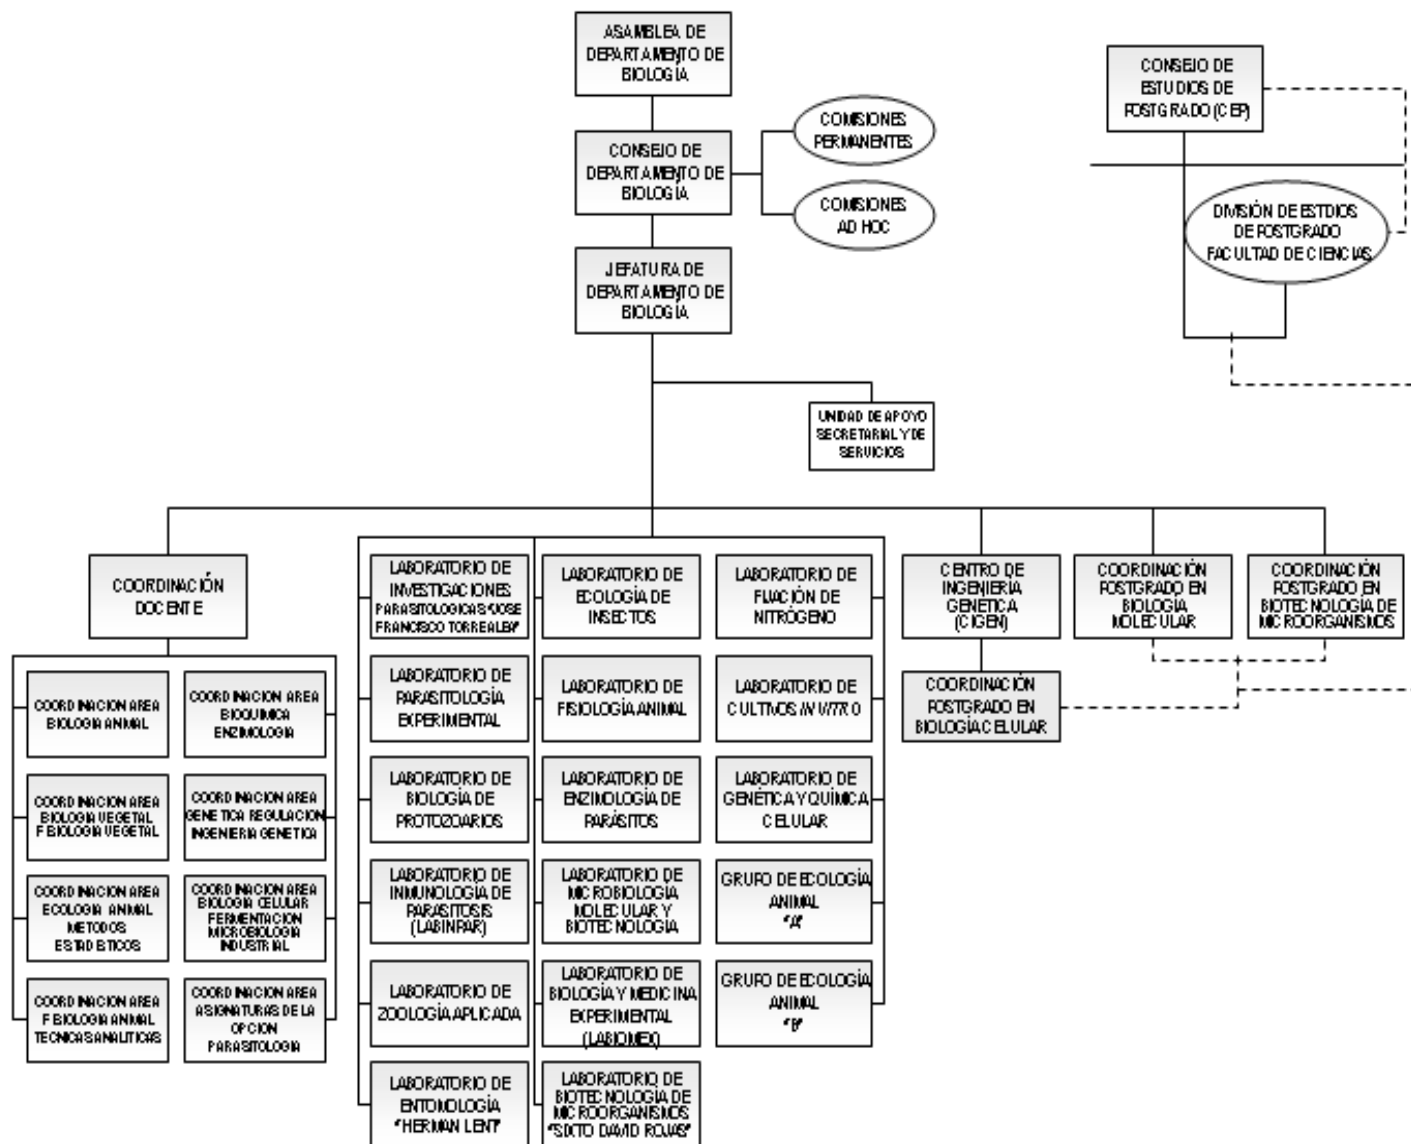 ASAMBLEA DE
DEPARTAMENTO DE
BIOLOGÍA
CONSEJO DE
ESTUDIOS DE
POSTGRADO (CEP)
COMISIONES
PERMANENTES
CONSEJO DE
DEPARTAMENTO DE
BIOLOGÍA
COMISIONES
AD HOC
DIVISIÓN DE ESTDIOS
DE POSTGRADO
FACULTAD DE CIENCIAS
JEFATURA DE
DEPARTAMENTO DE
BIOLOGÍA
UNIDAD DE APOYO
SECRETARIAL Y DE
SERVICIOS
COORDINACIÓN
DOCENTE
LABORATORIO DE
INVESTIGACIONES
PARASITOLOGICAS "JOSE
FRANCISCO TORREALBA"
LABORATORIO DE
ECOLOGÍA DE
INSECTOS
LABORATORIO DE
FIJACIÓN DE
NITRÓGENO
CENTRO DE
INGENIERÍA
GENÉTICA
(CIGEN)
COORDINACIÓN
POSTGRADO EN
BIOLOGÍA
MOLECULAR
COORDINACIÓN
POSTGRADO EN
BIOTECNOLOGÍA DE
MICROORGANISMOS
COORDINACION AREA
BIOLOGIA ANIMAL
COORDINACION AREA
BIOQUIMICA
ENZIMOLOGIA
LABORATORIO DE
PARASITOLOGÍA
EXPERIMENTAL
LABORATORIO DE
FISIOLOGÍA ANIMAL
LABORATORIO DE
CULTIVOS IN VITRO
COORDINACIÓN
POSTGRADO EN
BIOLOGÍA CELULAR
COORDINACION AREA
BIOLOGIA VEGETAL
FISIOLOGIA VEGETAL
COORDINACION AREA
GENETICA REGULACION
INGENIERIA GENETICA
LABORATORIO DE
BIOLOGÍA DE
PROTOZOARIOS
LABORATORIO DE
ENZIMOLOGÍA DE
PARÁSITOS
LABORATORIO DE
GENÉTICA Y QUÍMICA
CELULAR
COORDINACION AREA
ECOLOGIA ANIMAL
METODOS
ESTADISTICOS
COORDINACION AREA
BIOLOGIA CELULAR
FERMENTACION
MICROBIOLOGIA
INDUSTRIAL
LABORATORIO DE
INMUNOLOGÍA DE
PARASITOSIS
(LABINPAR)
LABORATORIO DE
MICROBIOLOGÍA
MOLECULAR Y
BIOTECNOLOGÍA
GRUPO DE ECOLOGÍA
ANIMAL
"A"
COORDINACION AREA
FISIOLOGIA ANIMAL
TECNICAS ANALITICAS
COORDINACION AREA
ASIGNATURAS DE LA
OPCION
PARASITOLOGIA
LABORATORIO DE
ZOOLOGÍA APLICADA
LABORATORIO DE
BIOLOGÍA Y MEDICINA
EXPERIMENTAL
(LABIOMEX)
GRUPO DE ECOLOGÍA
ANIMAL
"B"
LABORATORIO DE
ENTOMOLOGÍA
"HERMAN LENT"
LABORATORIO DE
BIOTECNOLOGÍA DE
MICROORGANISMOS
"SIXTO DAVID ROJAS"